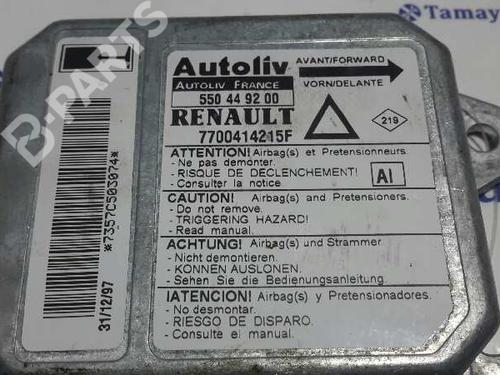 Tamay
B-PARTS
Autoliv
AUTOLIV FRANCE
550 44 92 00
RENAULT
7700414215F
AVANT/FORWARD
VORN/DELANTE
219
ATTENTION! Airbag(s) et Pretensionneurs
- Ne pas demonter.
- RISQUE DE DECLENCHEMENT!
- Consulter la notice
AI
CAUTION! Airbag(s) and Pretensioners.
- Do not remove.
- TRIGGERING HAZARD!
- Read manual.
ACHTUNG! Airbag(s) und Strammer
- Nicht demontieren.
- KONNEN AUSLONEN.
- Sehen Sie die Bedienungsanleitung.
!ATENCION! Airbag(s) y Pretensionadores.
- No desmontar.
- RIESGO DE DISPARO.
- Consulte el manual.
*7357C503074*
31/12/97